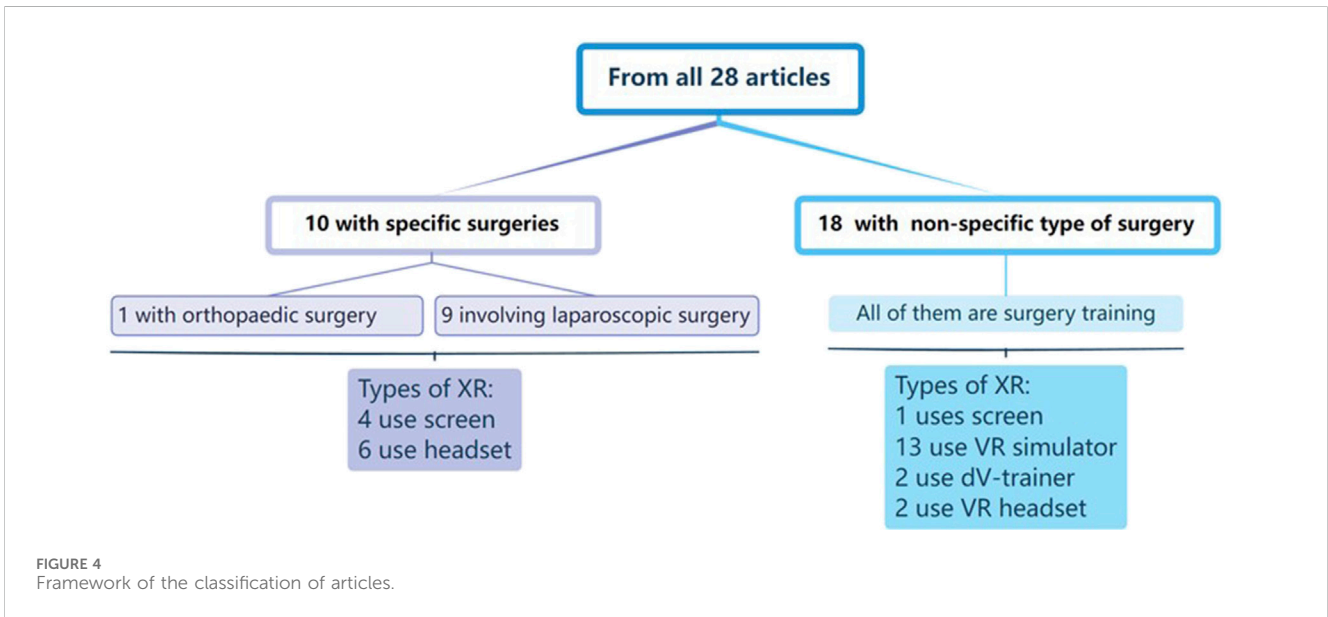 From all 28 articles
10 with specific surgeries
18 with non-specific type of surgery
1 with orthopaedic surgery
9 involving laparoscopic surgery
All of them are surgery training
Types of XR:
4 use screen
6 use headset
Types of XR:
1 uses screen
13 use VR simulator
2 use dV-trainer
2 use VR headset
FIGURE 4
Framework of the classification of articles.